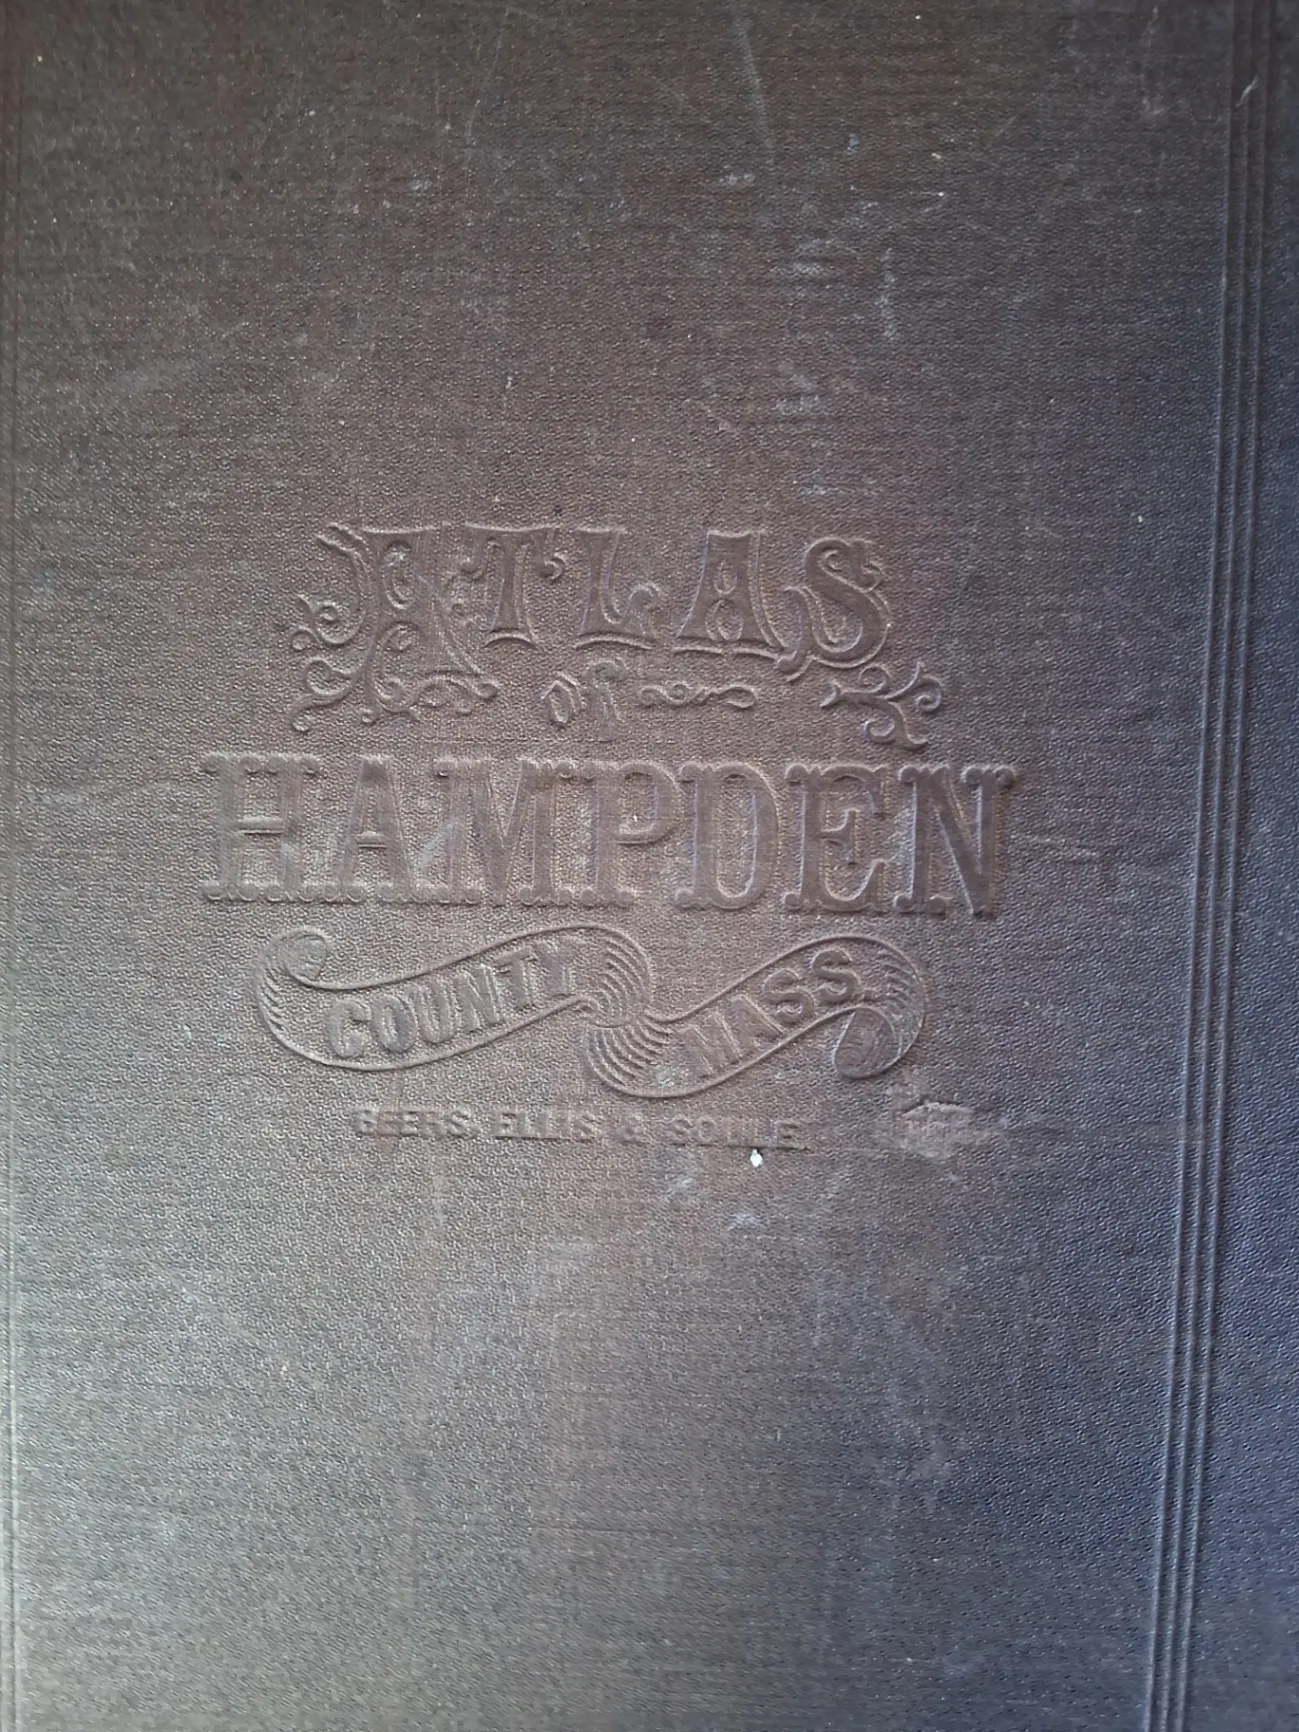 ATLAS
of
HAMPDEN
COUNTY MASS.
BEERS, ELLIS, & SOULE.